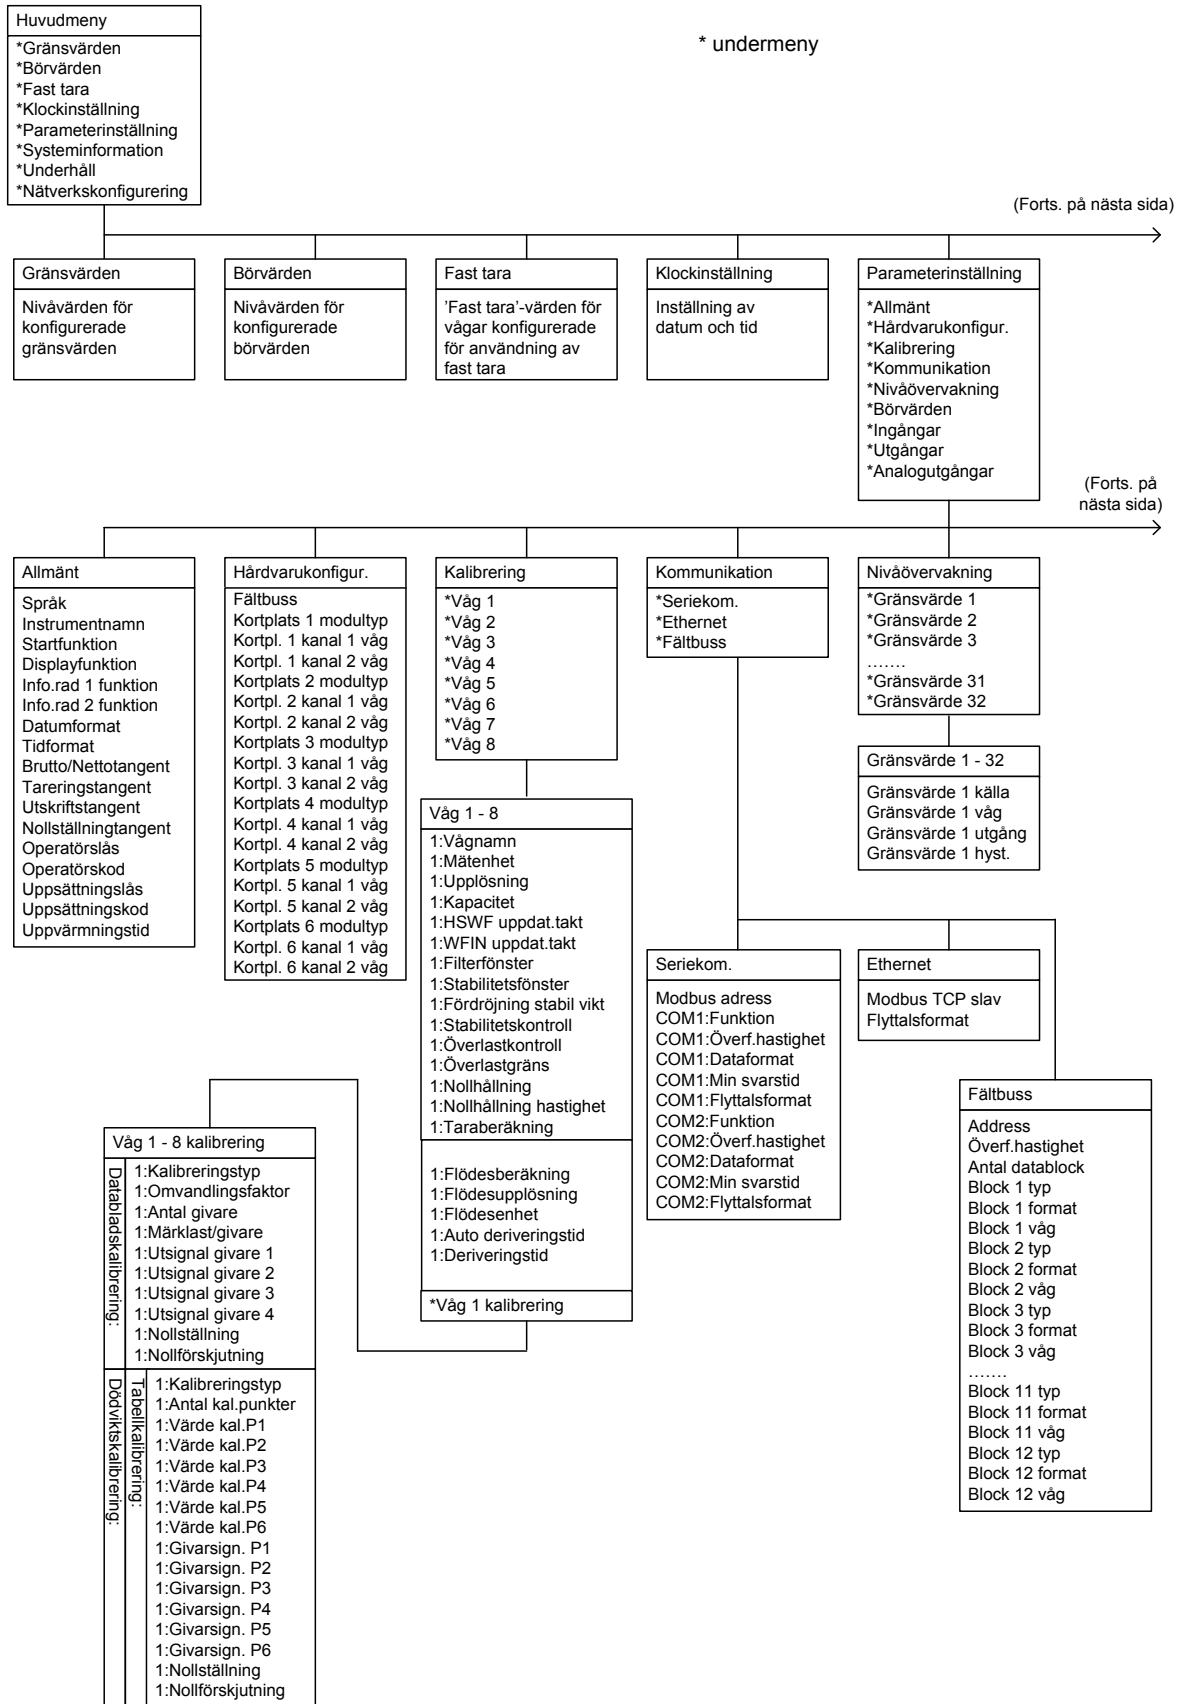 Huvudmeny
*Gränsvärden
*Börvärden
*Fast tara
*Klockinställning
*Parameterinställning
*Systeminformation
*Underhåll
*Nätverkskonfigurering
* undermeny
(Forts. på nästa sida)
Gränsvärden
Nivåvärden för
konfigurerade
gränsvärden
Börvärden
Nivåvärden för
konfigurerade
börvärden
Fast tara
’Fast tara’-värden för
vågar konfigurerade
för användning av
fast tara
Klockinställning
Inställning av
datum och tid
Parameterinställning
*Allmänt
*Hårdvarukonfigur.
*Kalibrering
*Kommunikation
*Nivåövervakning
*Börvärden
*Ingångar
*Utgångar
*Analogutgångar
(Forts. på
nästa sida)
Allmänt
Språk
Instrumentnamn
Startfunktion
Displayfunktion
Info.rad 1 funktion
Info.rad 2 funktion
Datumformat
Tidformat
Brutto/Nettotangent
Tareringstangent
Utskriftstangent
Nollställningtangent
Operatörslås
Operatörskod
Uppsättningslås
Uppsättningskod
Uppvärmningstid
Hårdvarukonfigur.
Fältbuss
Kortplats 1 modultyp
Kortpl. 1 kanal 1 våg
Kortpl. 1 kanal 2 våg
Kortplats 2 modultyp
Kortpl. 2 kanal 1 våg
Kortpl. 2 kanal 2 våg
Kortplats 3 modultyp
Kortpl. 3 kanal 1 våg
Kortpl. 3 kanal 2 våg
Kortplats 4 modultyp
Kortpl. 4 kanal 1 våg
Kortpl. 4 kanal 2 våg
Kortplats 5 modultyp
Kortpl. 5 kanal 1 våg
Kortpl. 5 kanal 2 våg
Kortplats 6 modultyp
Kortpl. 6 kanal 1 våg
Kortpl. 6 kanal 2 våg
Kalibrering
*Våg 1
*Våg 2
*Våg 3
*Våg 4
*Våg 5
*Våg 6
*Våg 7
*Våg 8
Kommunikation
*Seriekom.
*Ethernet
*Fältbuss
Nivåövervakning
*Gränsvärde 1
*Gränsvärde 2
*Gränsvärde 3
…….
*Gränsvärde 31
*Gränsvärde 32
Gränsvärde 1 - 32
Gränsvärde 1 källa
Gränsvärde 1 våg
Gränsvärde 1 utgång
Gränsvärde 1 hyst.
Våg 1 - 8
1:Vågnamn
1:Mätenhet
1:Upplösning
1:Kapacitet
1:HSWF uppdat.takt
1:WFIN uppdat.takt
1:Filterfönster
1:Stabilitetsfönster
1:Fördröjning stabil vikt
1:Stabilitetskontroll
1:Överlastkontroll
1:Överlastgräns
1:Nollhållning
1:Nollhållning hastighet
1:Taraberäkning
1:Flödesberäkning
1:Flödesupplösning
1:Flödesenhet
1:Auto deriveringstid
1:Deriveringstid
*Våg 1 kalibrering
Seriekom.
Modbus adress
COM1:Funktion
COM1:Överf.hastighet
COM1:Dataformat
COM1:Min svarstid
COM1:Flyttalsformat
COM2:Funktion
COM2:Överf.hastighet
COM2:Dataformat
COM2:Min svarstid
COM2:Flyttalsformat
Ethernet
Modbus TCP slav
Flyttalsformat
Fältbuss
Address
Överf.hastighet
Antal datablock
Block 1 typ
Block 1 format
Block 1 våg
Block 2 typ
Block 2 format
Block 2 våg
Block 3 typ
Block 3 format
Block 3 våg
…….
Block 11 typ
Block 11 format
Block 11 våg
Block 12 typ
Block 12 format
Block 12 våg
Våg 1 - 8 kalibrering
Databladskalibrering:
1:Kalibreringstyp
1:Omvandlingsfaktor
1:Antal givare
1:Märklast/givare
1:Utsignal givare 1
1:Utsignal givare 2
1:Utsignal givare 3
1:Utsignal givare 4
1:Nollställning
1:Nollförskjutning
Dödviktskalibrering:
Tabellkalibrering:
1:Kalibreringstyp
1:Antal kal.punkter
1:Värde kal.P1
1:Värde kal.P2
1:Värde kal.P3
1:Värde kal.P4
1:Värde kal.P5
1:Värde kal.P6
1:Givarsign. P1
1:Givarsign. P2
1:Givarsign. P3
1:Givarsign. P4
1:Givarsign. P5
1:Givarsign. P6
1:Nollställning
1:Nollförskjutning